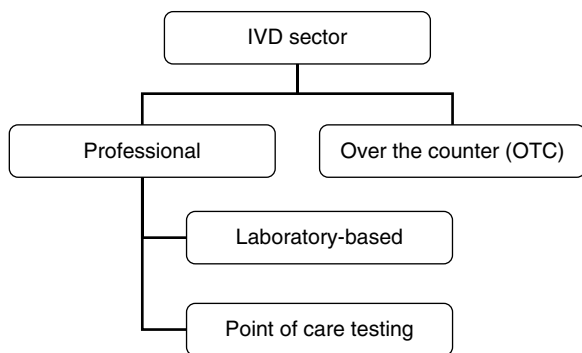 IVD sector
Professional
Over the counter (OTC)
Laboratory-based
Point of care testing